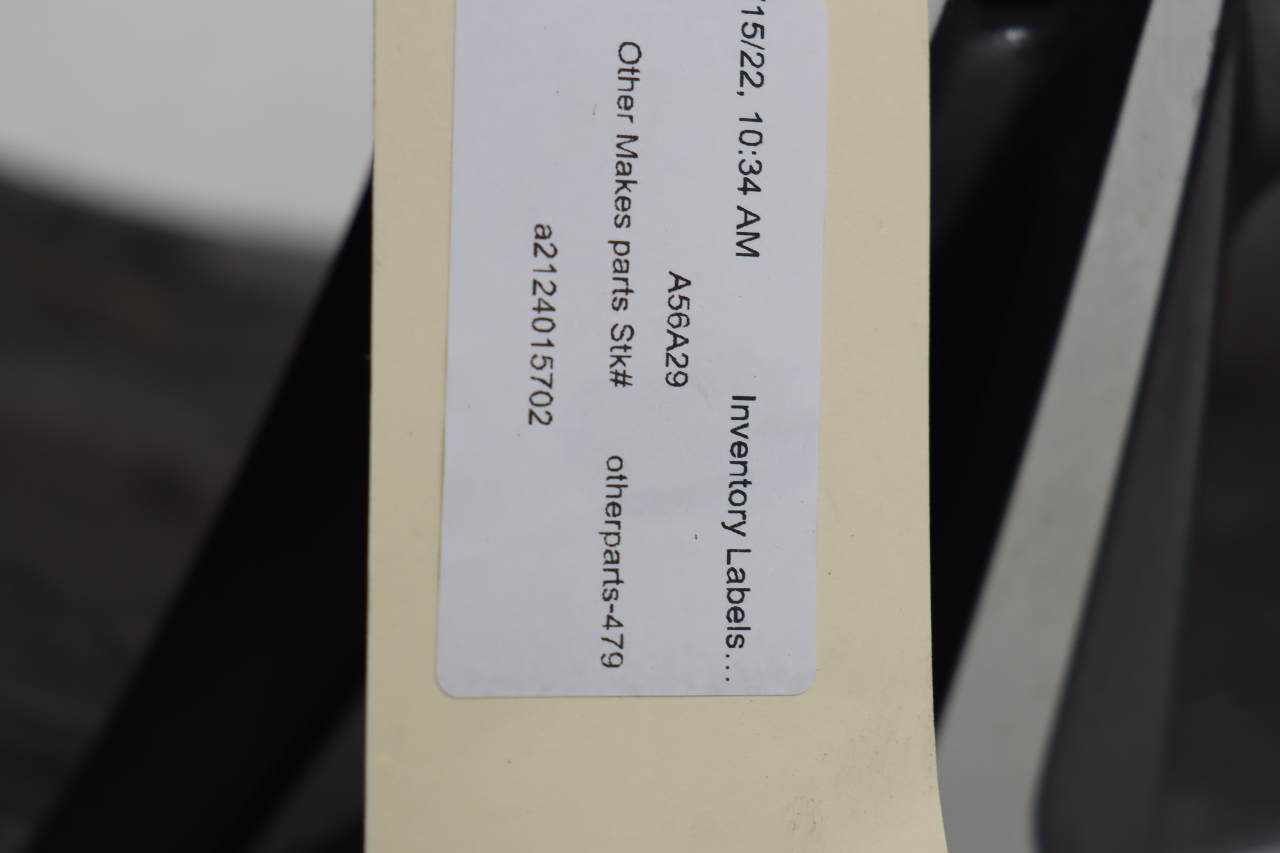 /15/22, 10:34 AM Inventory Labels...
A56A29
Other Makes parts Stk# otherparts-479
a2124015702